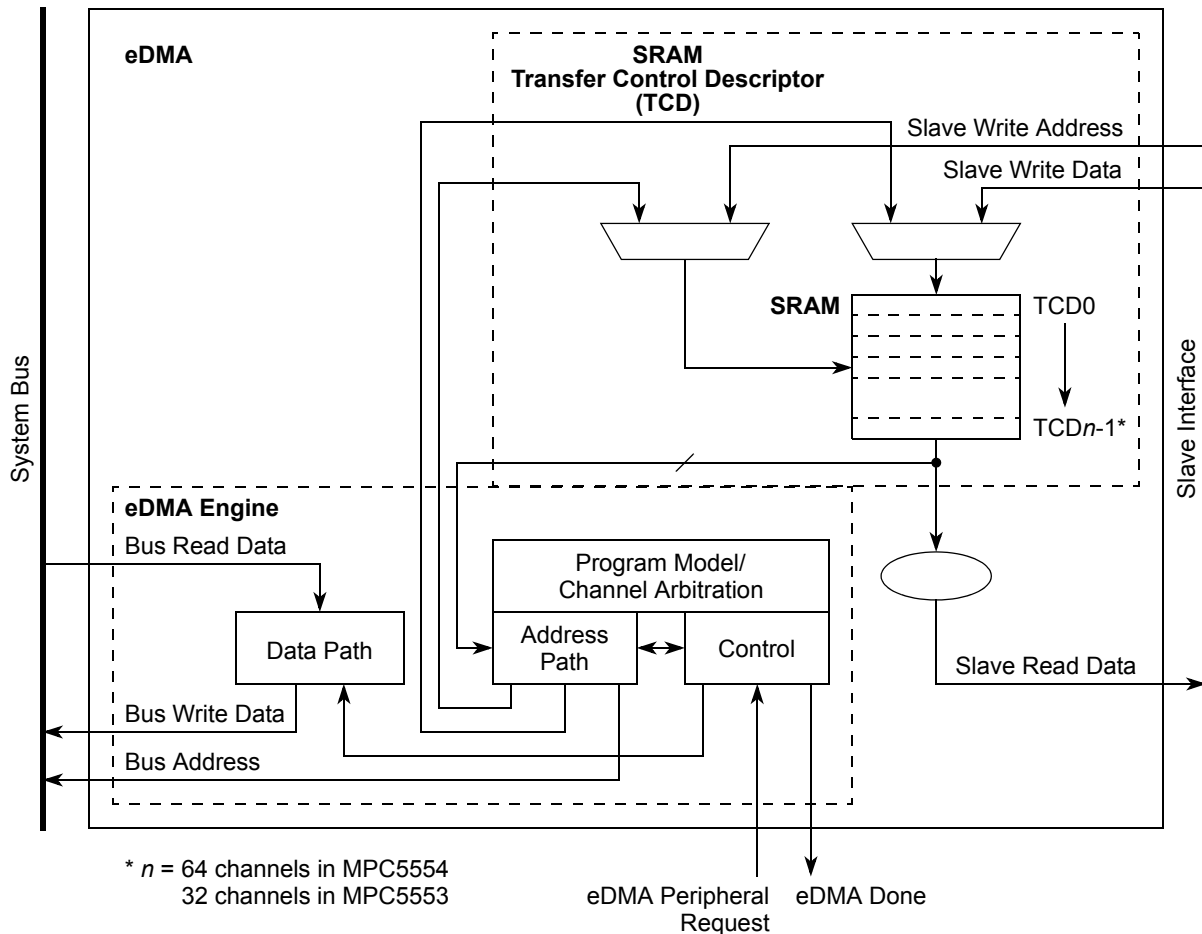 eDMA
SRAM
Transfer Control Descriptor
(TCD)
Slave Write Address
Slave Write Data
SRAM
TCD0
TCDn-1*
System Bus
Slave Interface
eDMA Engine
Bus Read Data
Program Model/
Channel Arbitration
Data Path
Address
Path
Control
Slave Read Data
Bus Write Data
Bus Address
* n = 64 channels in MPC5554
32 channels in MPC5553
eDMA Peripheral
Request
eDMA Done